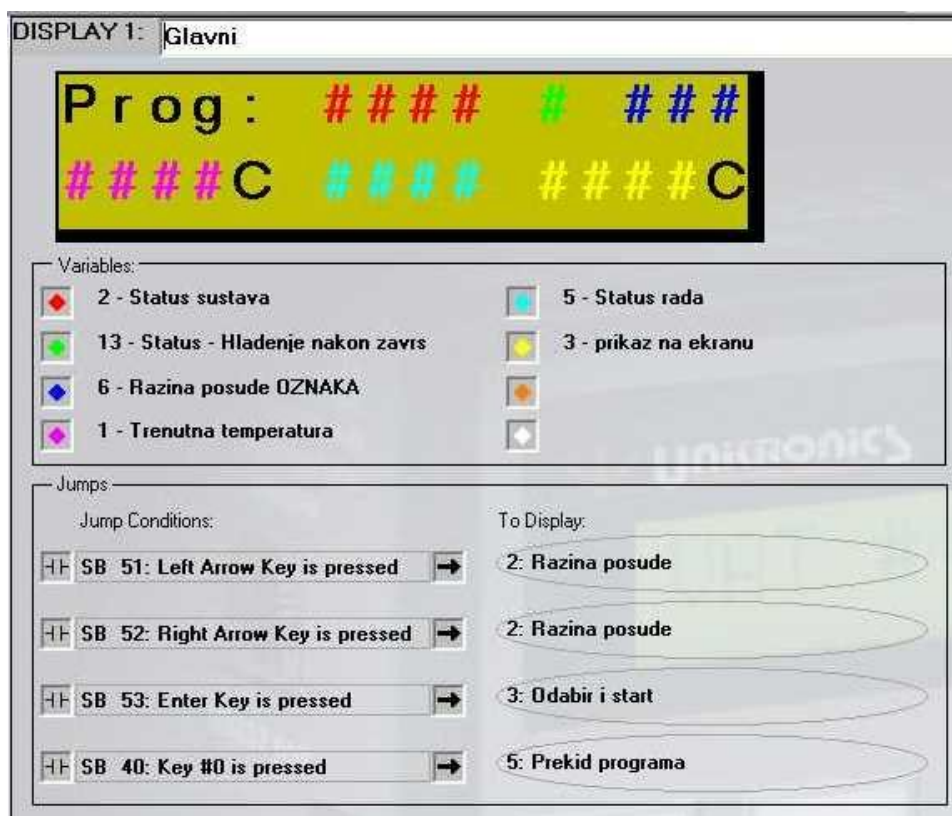 DISPLAY 1: Glavni
Prog: #### # ###
####C #### ####C
Variables:
2 - Status sustava
5 - Status rada
13 - Status - Hladenje nakon zavrs
3 - prikaz na ekranu
6 - Razina posude OZNAKA
1 - Trenutna temperatura
UNITRONICS
Jumps
Jump Conditions:
To Display:
SB 51: Left Arrow Key is pressed
2: Razina posude
SB 52: Right Arrow Key is pressed
2: Razina posude
SB 53: Enter Key is pressed
3: Odabir i start
SB 40: Key #0 is pressed
5: Prekid programa